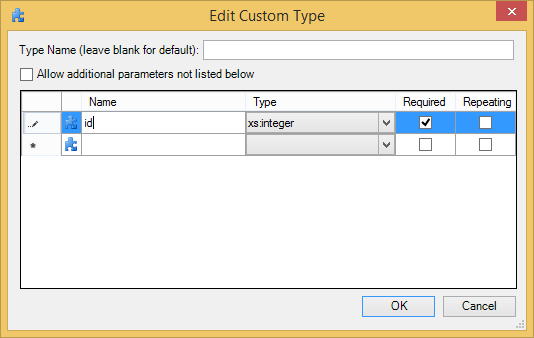 Edit Custom Type
Type Name (leave blank for default):
Allow additional parameters not listed below
Name Type Required Repeating
id xs:integer
OK Cancel